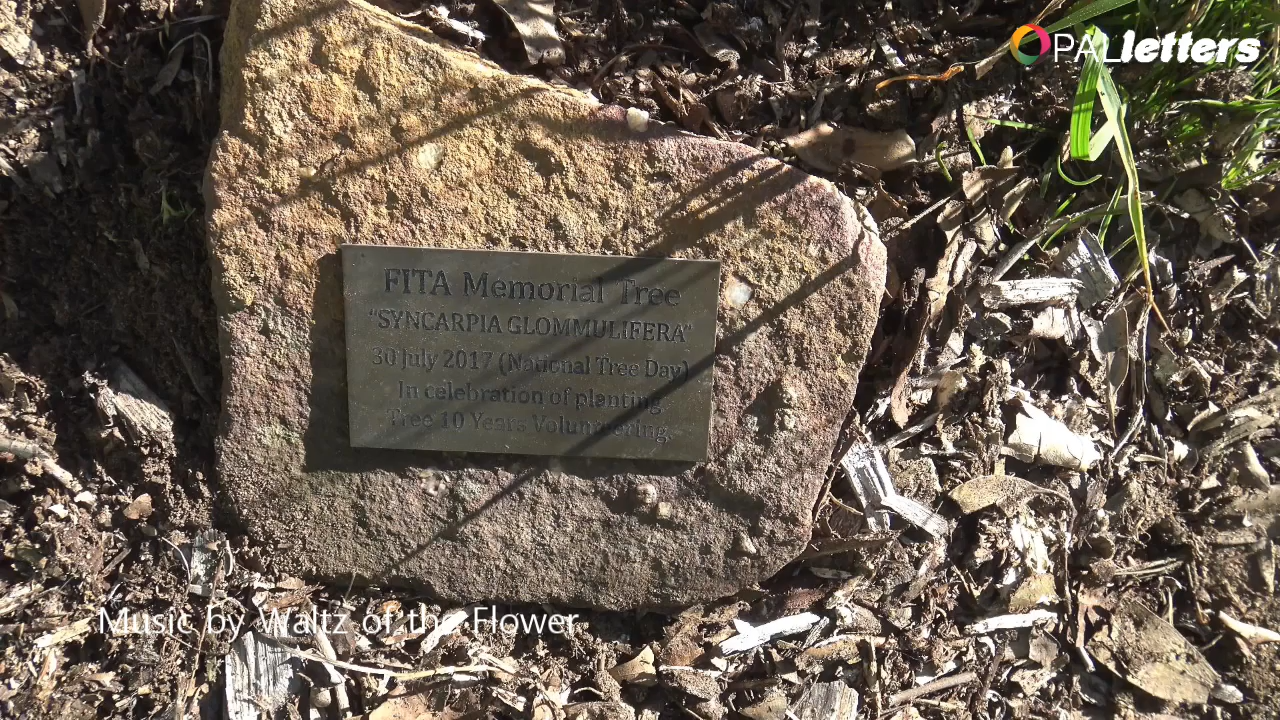 OPALletters
FITA Memorial Tree
"SYNCARPIA GLOMMULIFERA"
30 July 2017 (National Tree Day)
In celebration of planting
Tree 10 Years Volunteering.
Music by Waltz of the Flower